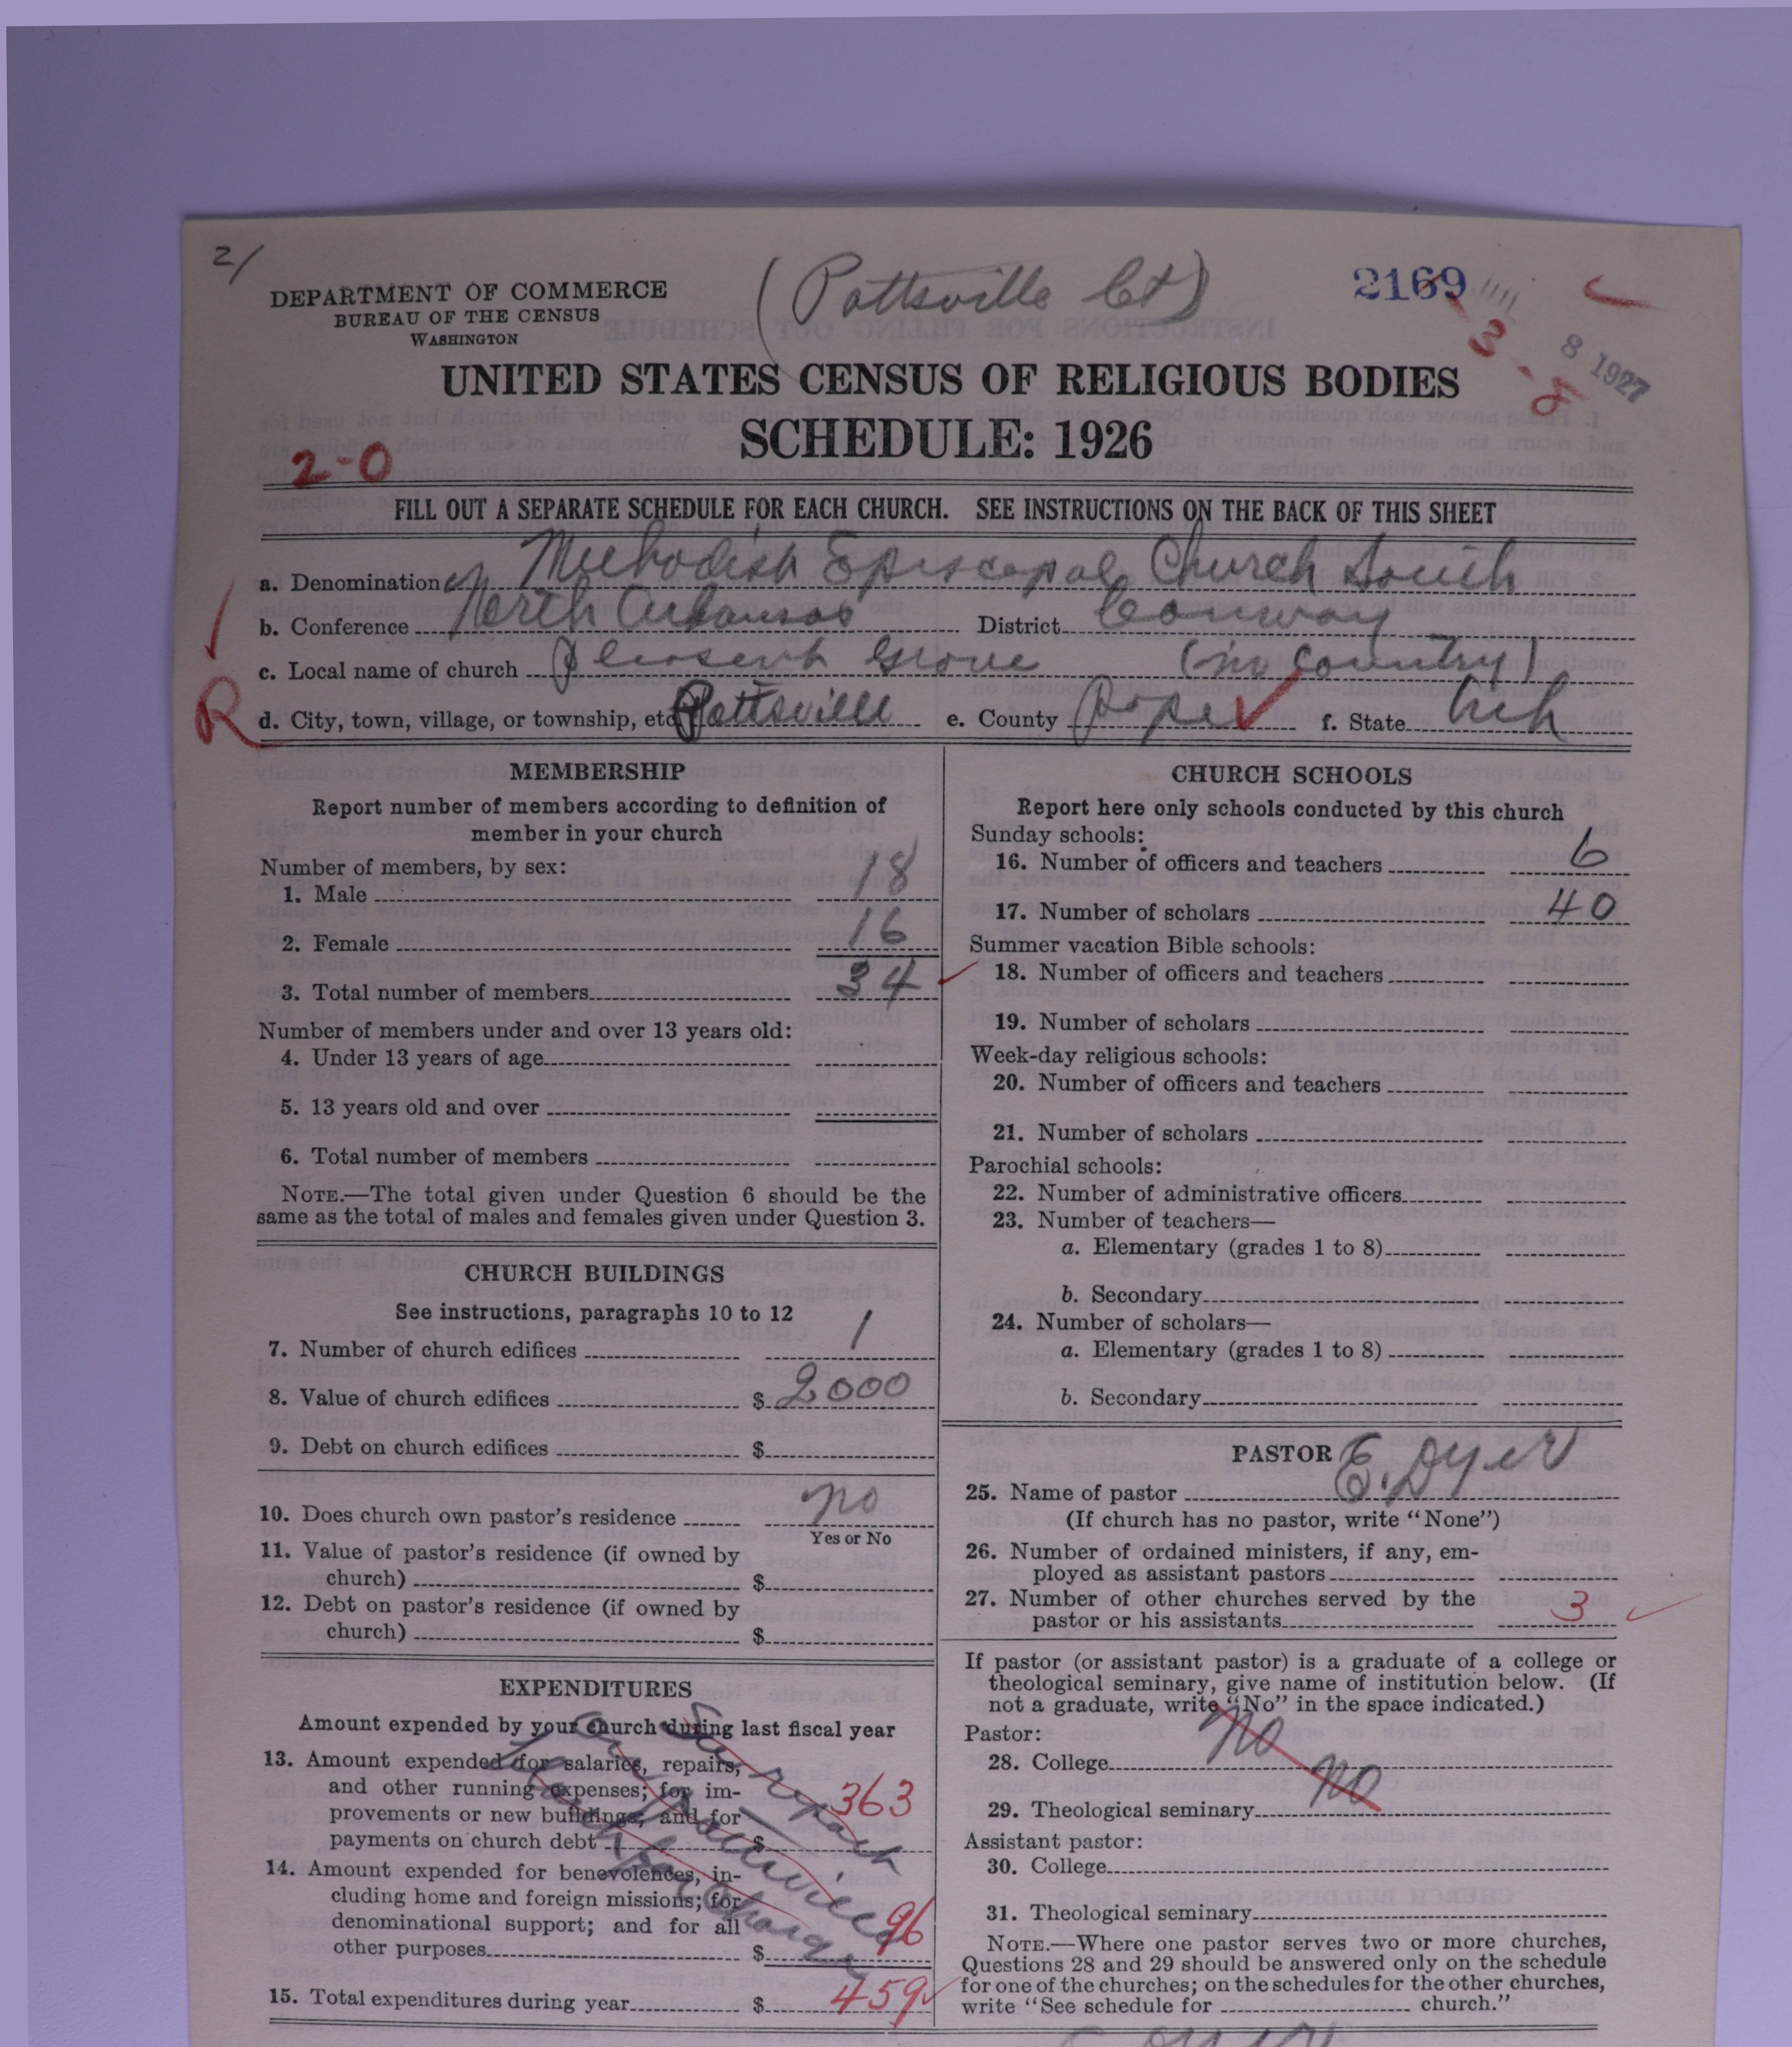 2/
DEPARTMENT OF COMMERCE
BUREAU OF THE CENSUS
WASHINGTON
(Pottsville Ct)
2169
3-8
8 1927
UNITED STATES CENSUS OF RELIGIOUS BODIES
SCHEDULE: 1926
2-0
FILL OUT A SEPARATE SCHEDULE FOR EACH CHURCH. SEE INSTRUCTIONS ON THE BACK OF THIS SHEET
a. Denomination Methodist Episcopal Church South
b. Conference North Arkansas District Conway
c. Local name of church Pleasent Grove (in country)
R
d. City, town, village, or township, etc. Pottsville e. County Pope f. State Ark
MEMBERSHIP
Report number of members according to definition of
member in your church
Number of members, by sex:
1. Male 18
2. Female 16
3. Total number of members 34
Number of members under and over 13 years old:
4. Under 13 years of age
5. 13 years old and over
6. Total number of members
NOTE.—The total given under Question 6 should be the
same as the total of males and females given under Question 3.
CHURCH BUILDINGS
See instructions, paragraphs 10 to 12
7. Number of church edifices 1
8. Value of church edifices $ 2000
9. Debt on church edifices $
10. Does church own pastor's residence no
Yes or No
11. Value of pastor's residence (if owned by
church) $
12. Debt on pastor's residence (if owned by
church) $
EXPENDITURES
Amount expended by your church during last fiscal year
13. Amount expended for salaries, repairs,
and other running expenses; for im-
provements or new buildings; and for
payments on church debt $ 363
14. Amount expended for benevolences, in-
cluding home and foreign missions; for
denominational support; and for all
other purposes $ 96
15. Total expenditures during year $ 459
See report
on Pottsville
Charge
CHURCH SCHOOLS
Report here only schools conducted by this church
Sunday schools:
16. Number of officers and teachers 6
17. Number of scholars 40
Summer vacation Bible schools:
18. Number of officers and teachers
19. Number of scholars
Week-day religious schools:
20. Number of officers and teachers
21. Number of scholars
Parochial schools:
22. Number of administrative officers
23. Number of teachers—
a. Elementary (grades 1 to 8)
b. Secondary
24. Number of scholars—
a. Elementary (grades 1 to 8)
b. Secondary
PASTOR
25. Name of pastor E. Dyer
(If church has no pastor, write "None")
26. Number of ordained ministers, if any, em-
ployed as assistant pastors
27. Number of other churches served by the
pastor or his assistants 3
If pastor (or assistant pastor) is a graduate of a college or
theological seminary, give name of institution below. (If
not a graduate, write "No" in the space indicated.)
Pastor:
28. College No
29. Theological seminary No
Assistant pastor:
30. College
31. Theological seminary
NOTE.—Where one pastor serves two or more churches,
Questions 28 and 29 should be answered only on the schedule
for one of the churches; on the schedules for the other churches,
write "See schedule for church."